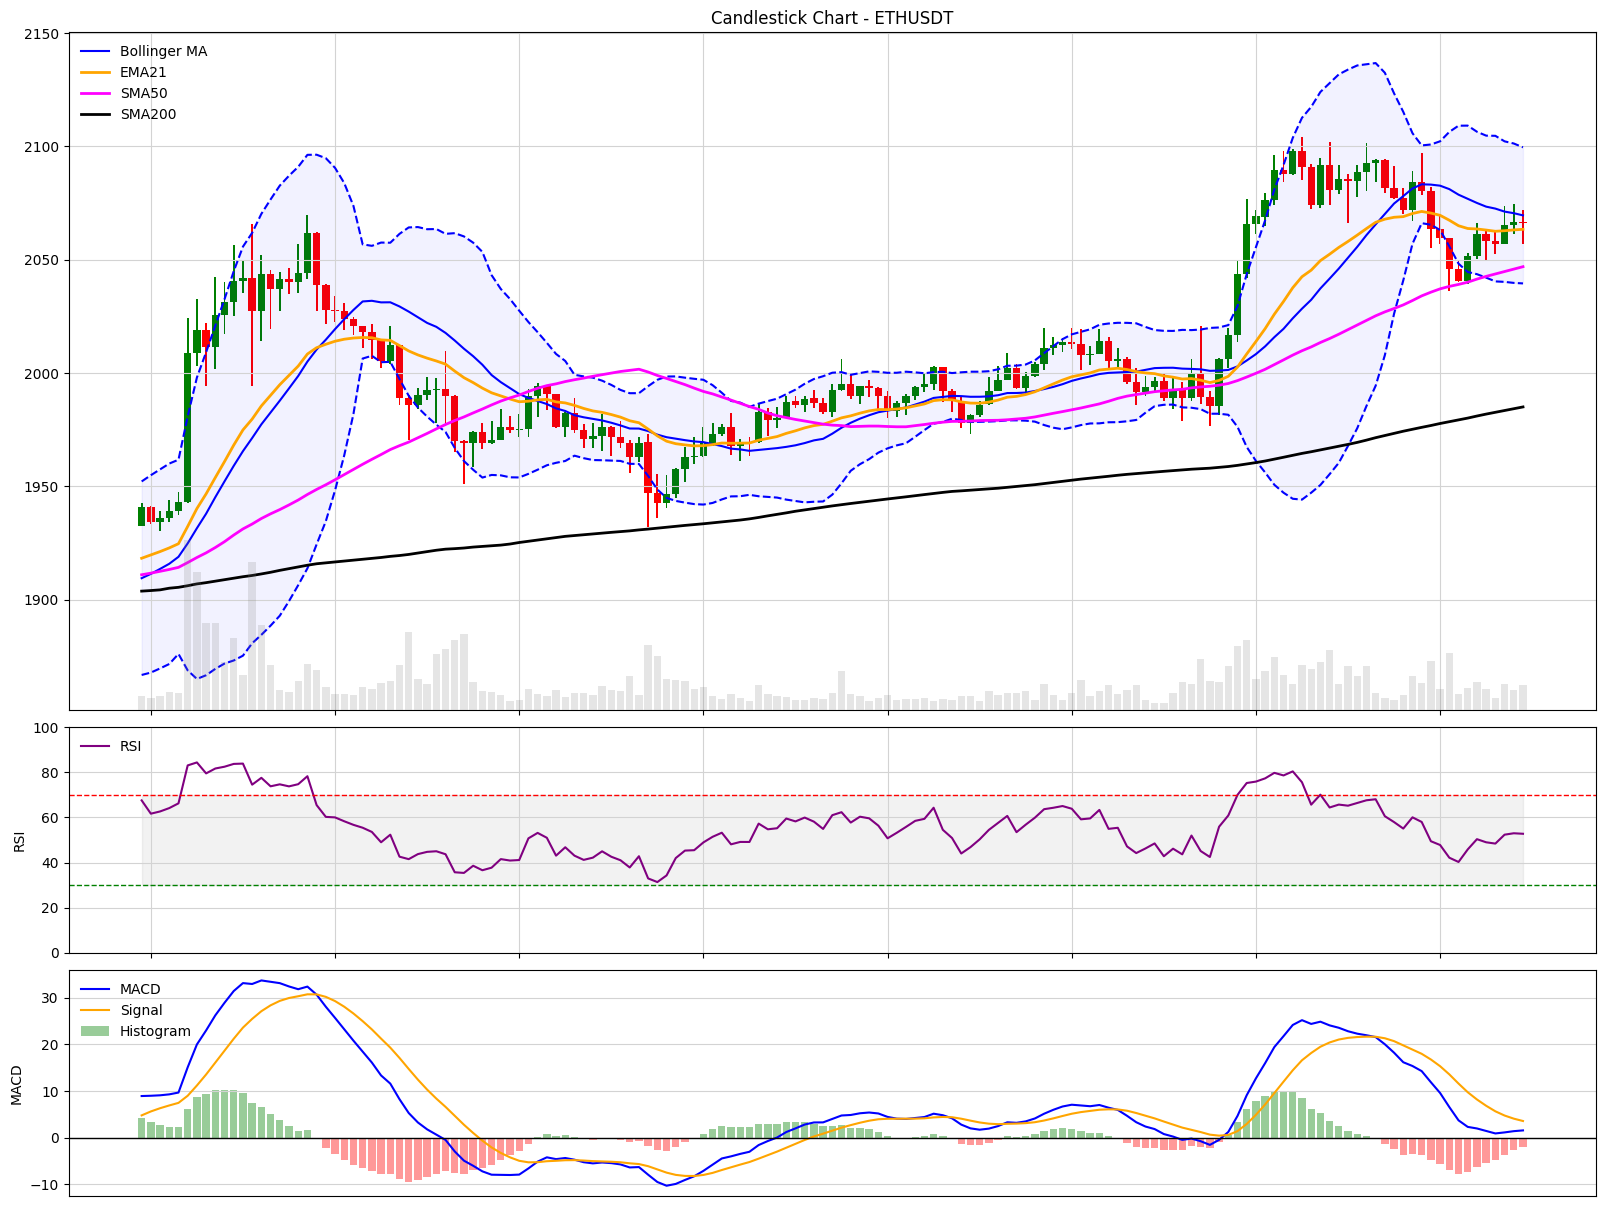 Candlestick Chart - ETHUSDT
2150
2100
2050
2000
1950
1900
Bollinger MA
EMA21
SMA50
SMA200
RSI
100
80
60
40
20
0
RSI
MACD
30
20
10
0
−10
MACD
Signal
Histogram